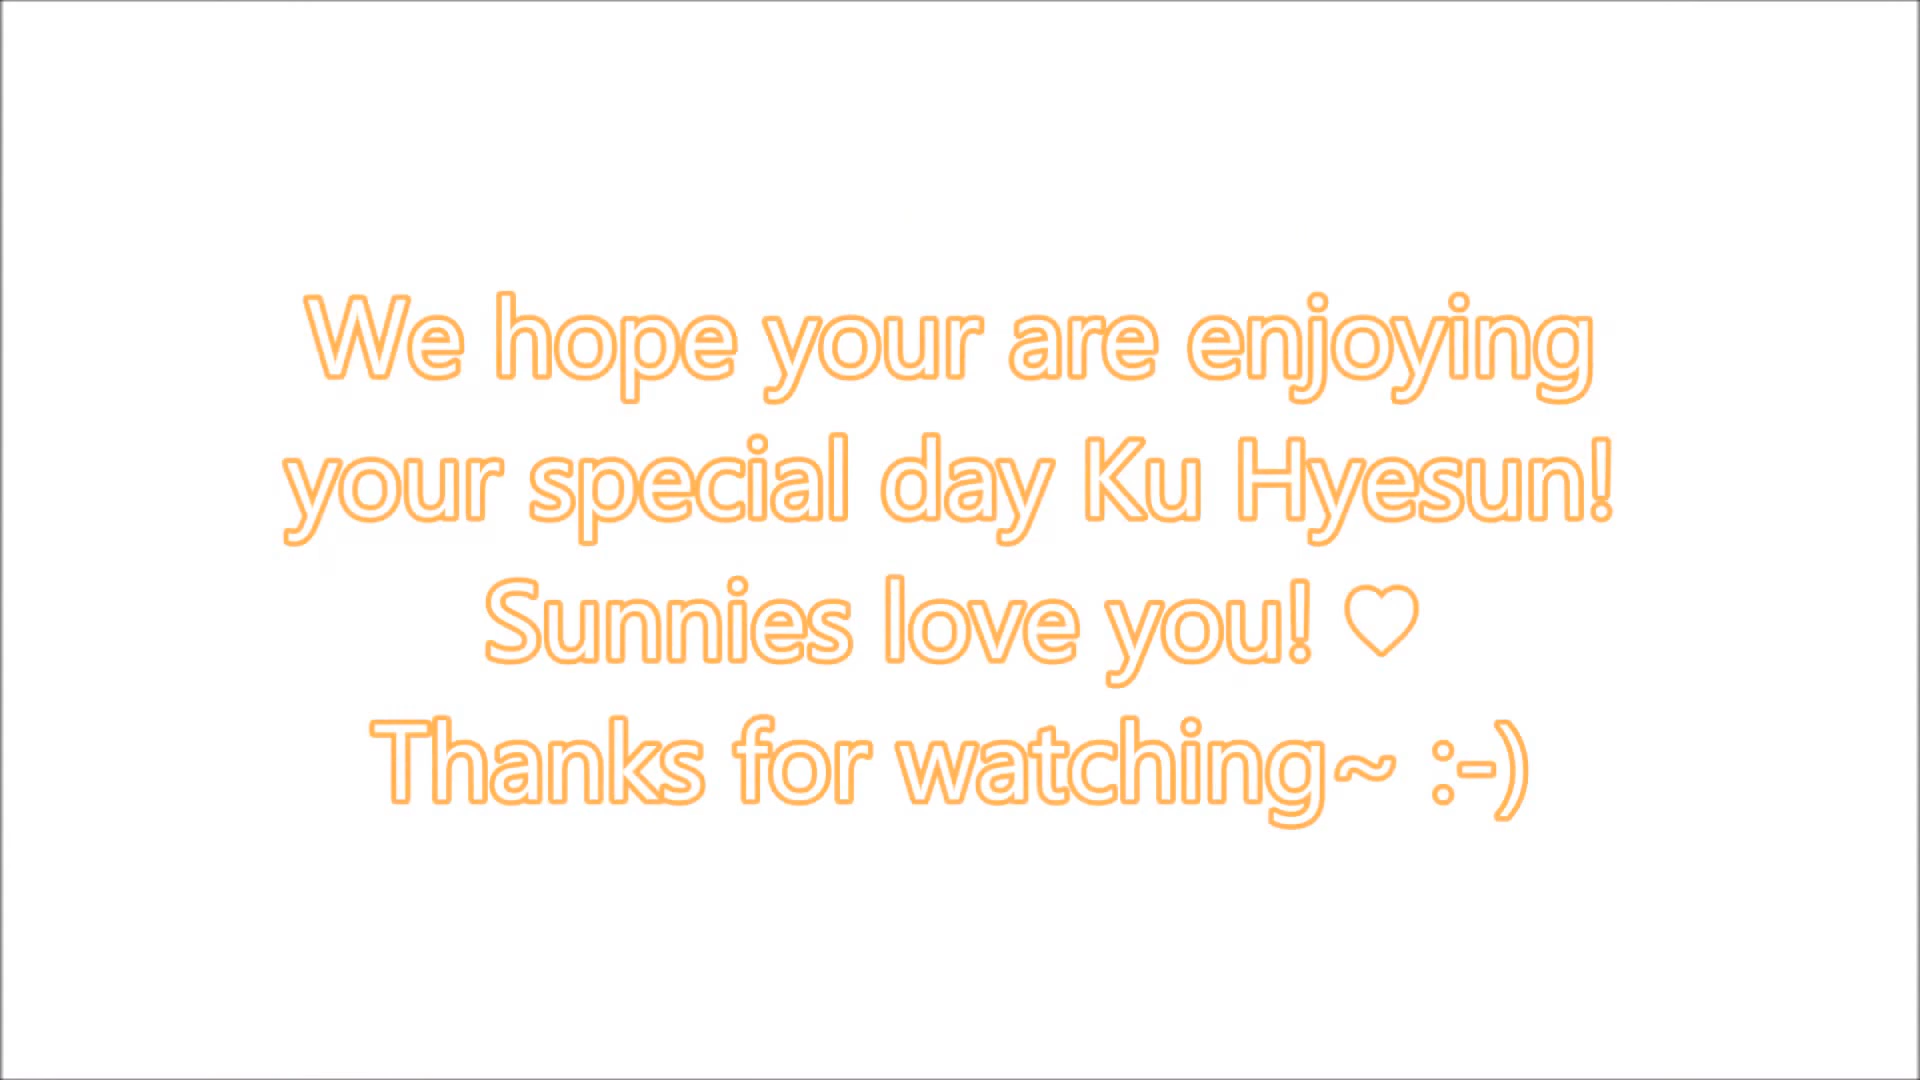 We hope your are enjoying
your special day Ku Hyesun!
Sunnies love you! ♡
Thanks for watching~ :-)